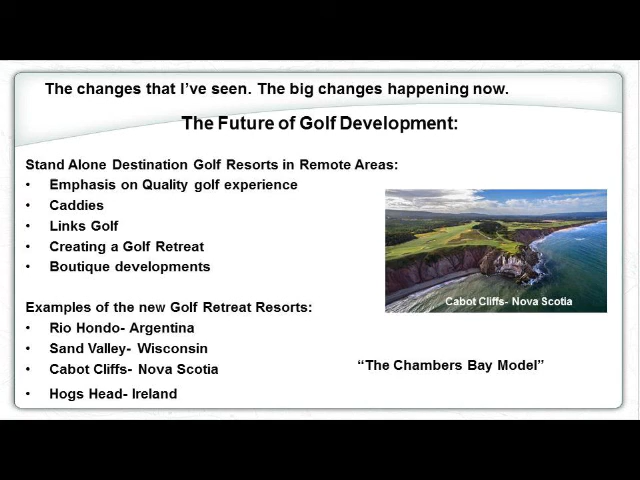 The changes that I've seen. The big changes happening now.
The Future of Golf Development:
Stand Alone Destination Golf Resorts in Remote Areas:
• Emphasis on Quality golf experience
• Caddies
• Links Golf
• Creating a Golf Retreat
• Boutique developments
Cabot Cliffs- Nova Scotia
Examples of the new Golf Retreat Resorts:
• Rio Hondo- Argentina
• Sand Valley- Wisconsin
• Cabot Cliffs- Nova Scotia
• Hogs Head- Ireland
“The Chambers Bay Model”